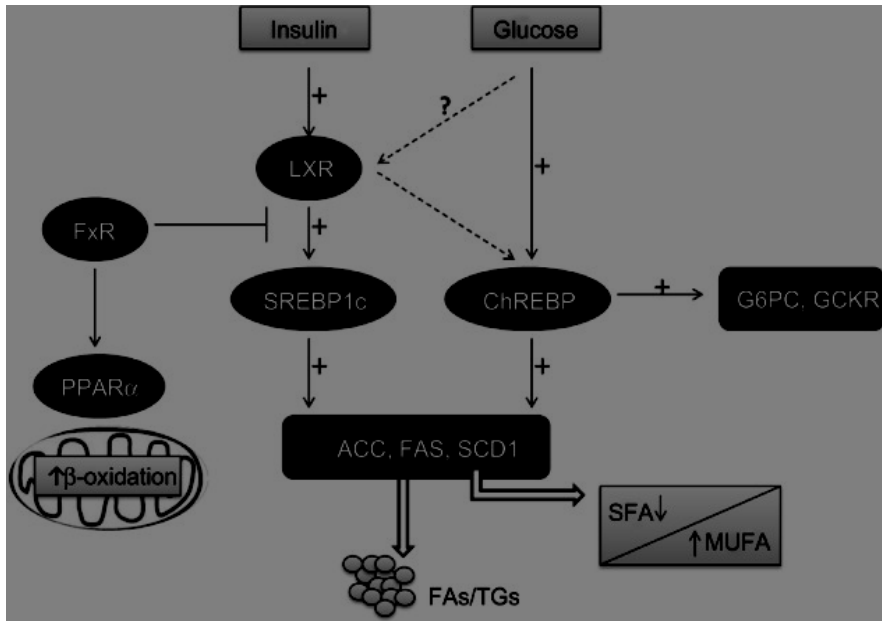 Insulin
Glucose
+
?
LXR
+
FxR
+
SREBP1c
ChREBP
+
G6PC, GCKR
+
+
PPARα
↑β-oxidation
ACC, FAS, SCD1
SFA↓
↑MUFA
FAs/TGs